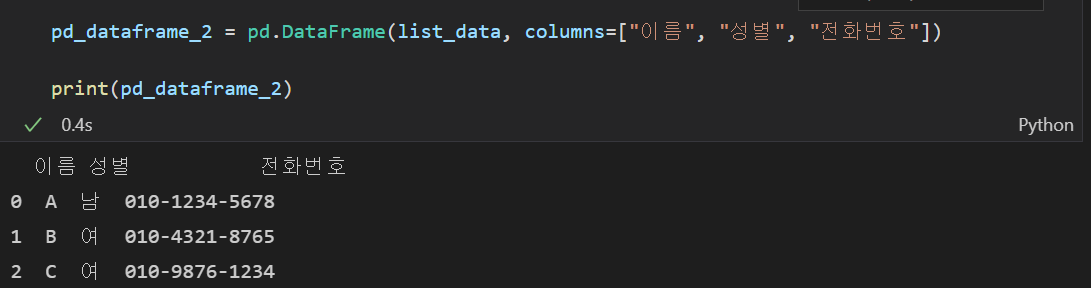 pd_dataframe_2 = pd.DataFrame(list_data, columns=["이름", "성별", "전화번호"])
print(pd_dataframe_2)
0.4s Python
이름 성별 전화번호
0 A 남 010-1234-5678
1 B 여 010-4321-8765
2 C 여 010-9876-1234